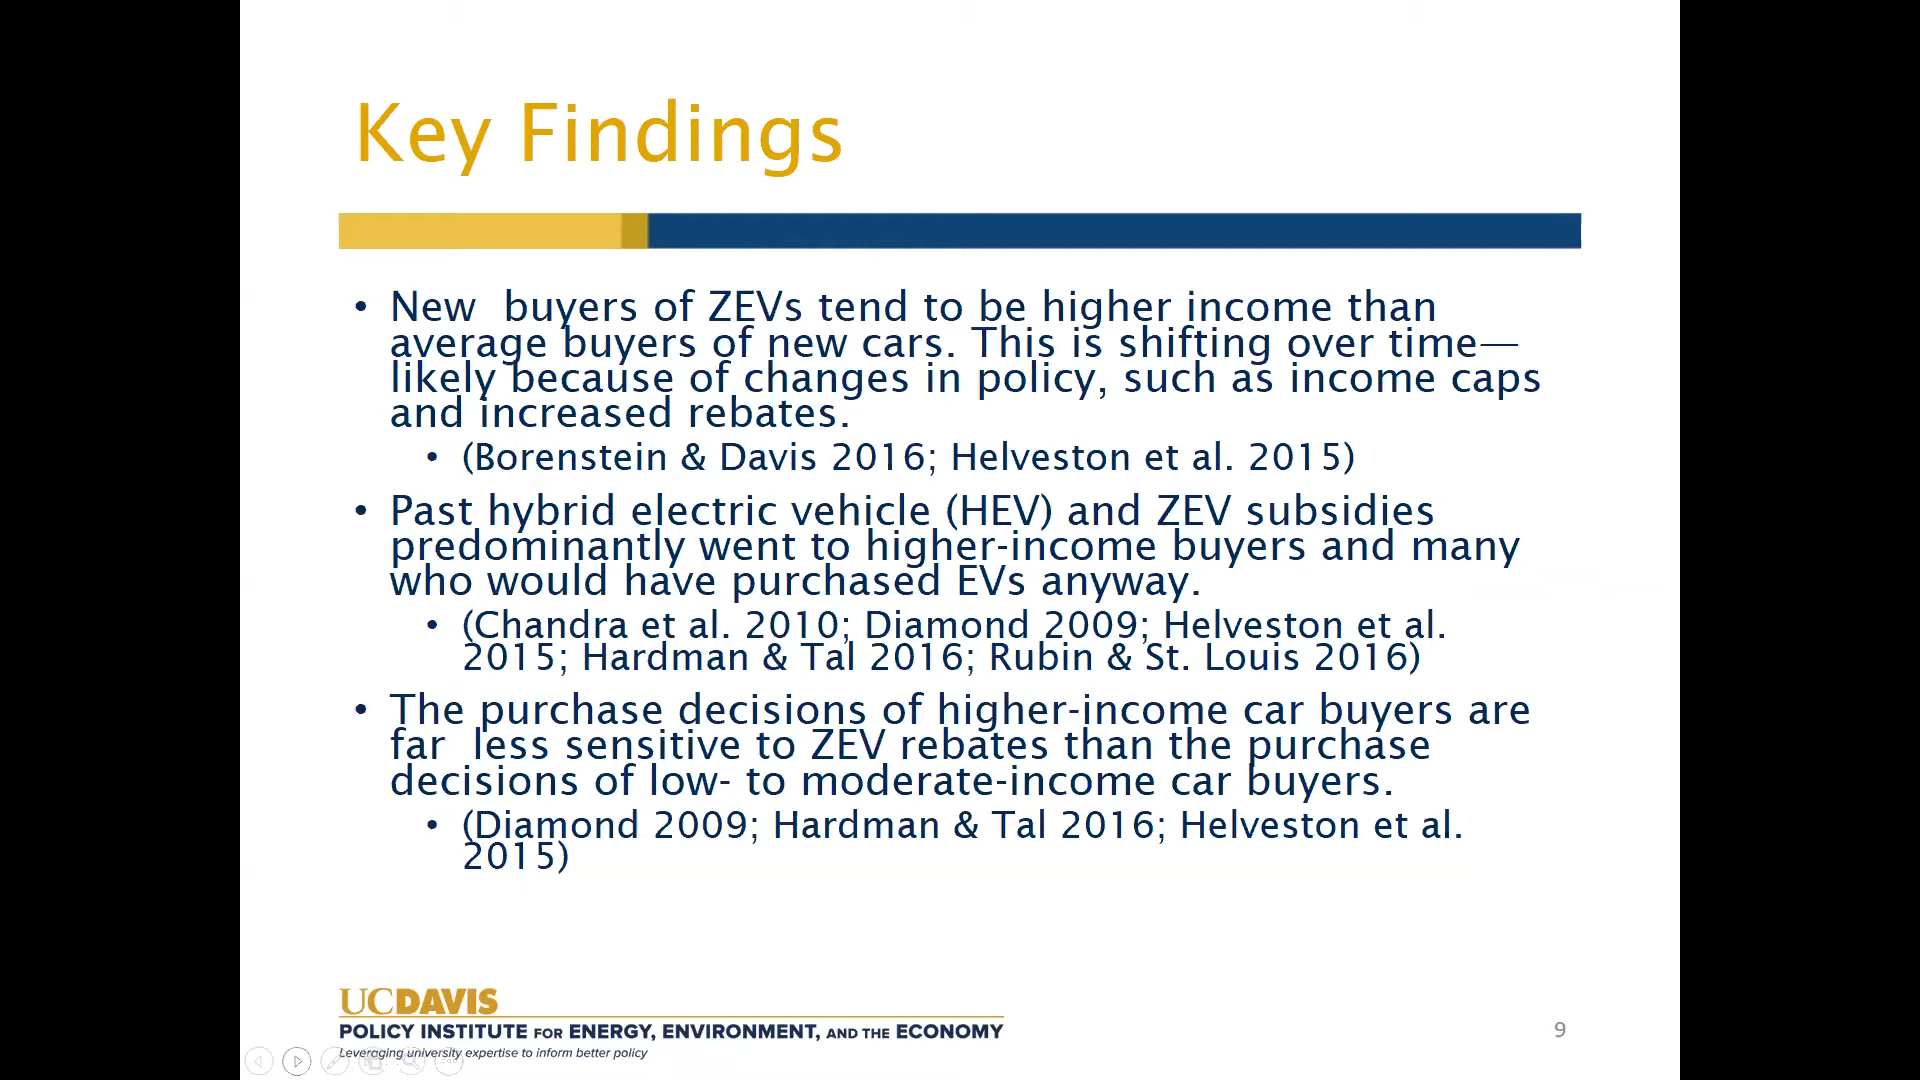 Key Findings
• New  buyers of ZEVs tend to be higher income than
average buyers of new cars. This is shifting over time—
likely because of changes in policy, such as income caps
and increased rebates.
• (Borenstein & Davis 2016; Helveston et al. 2015)
• Past hybrid electric vehicle (HEV) and ZEV subsidies
predominantly went to higher-income buyers and many
who would have purchased EVs anyway.
• (Chandra et al. 2010; Diamond 2009; Helveston et al.
2015; Hardman & Tal 2016; Rubin & St. Louis 2016)
• The purchase decisions of higher-income car buyers are
far  less sensitive to ZEV rebates than the purchase
decisions of low- to moderate-income car buyers.
• (Diamond 2009; Hardman & Tal 2016; Helveston et al.
2015)
UCDAVIS
POLICY INSTITUTE FOR ENERGY, ENVIRONMENT, AND THE ECONOMY
Leveraging university expertise to inform better policy
9